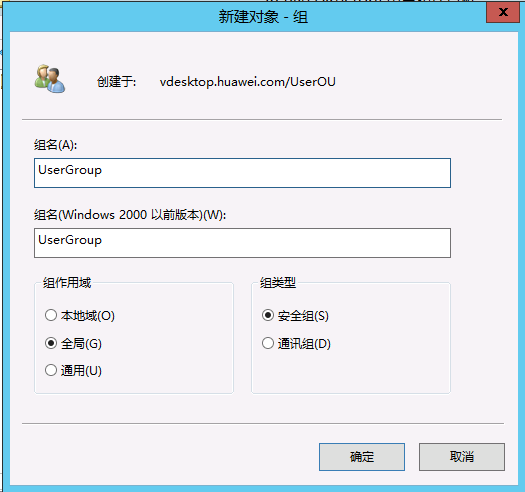 新建对象 - 组
x
创建于: vdesktop.huawei.com/UserOU
组名(A):
UserGroup
组名(Windows 2000 以前版本)(W):
UserGroup
组作用域 组类型
本地域(O) 安全组(S)
全局(G) 通讯组(D)
通用(U)
确定 取消